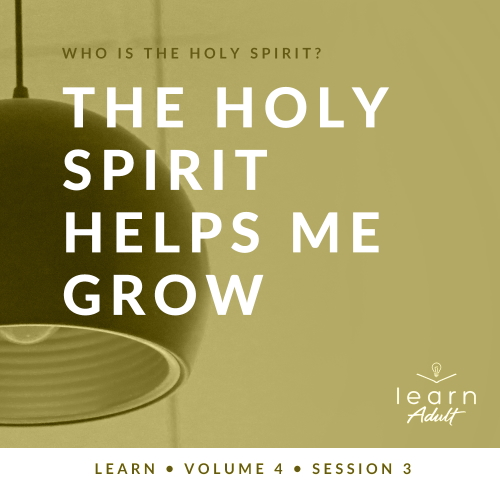 WHO IS THE HOLY SPIRIT?
THE HOLY
SPIRIT
HELPS ME
GROW
learn
Adult
LEARN • VOLUME 4 • SESSION 3